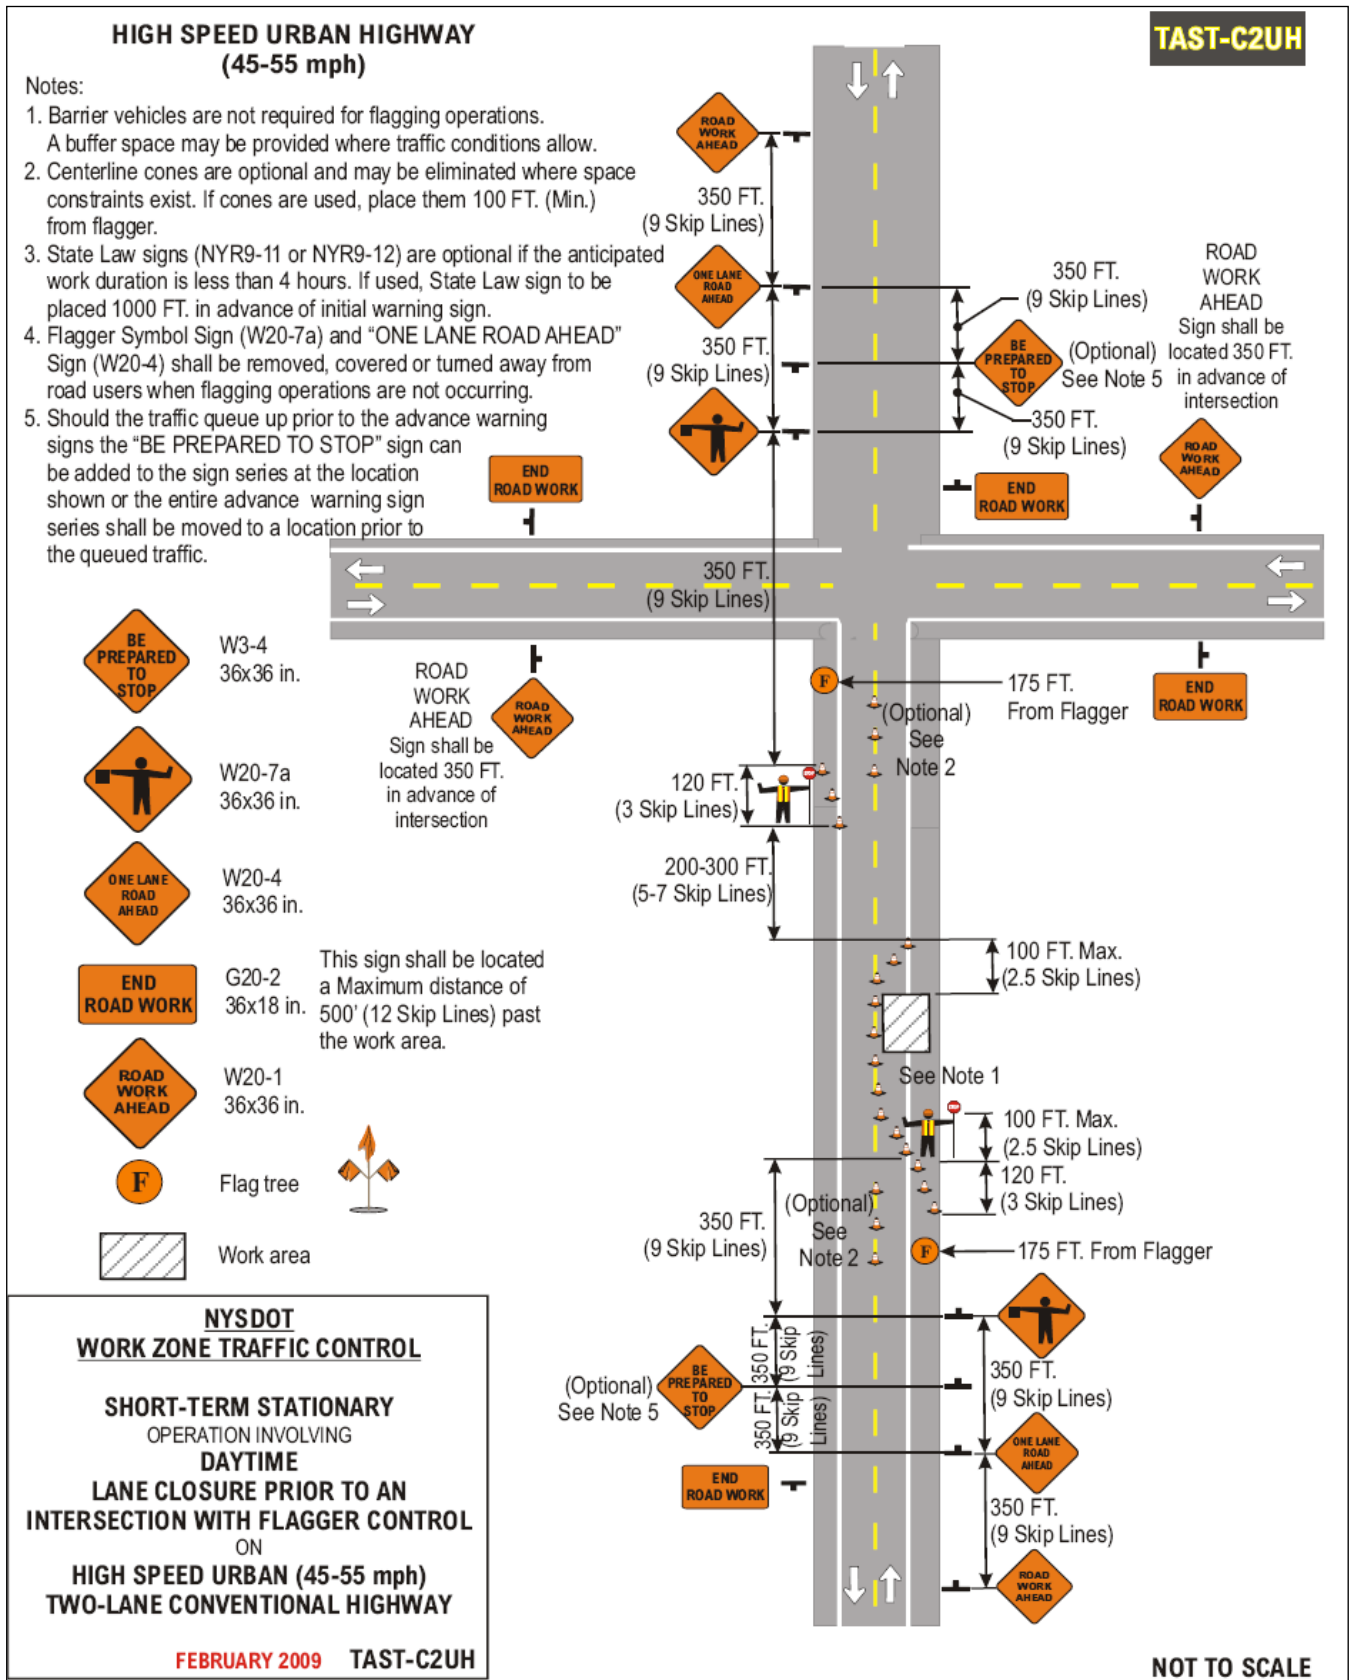 HIGH SPEED URBAN HIGHWAY
(45-55 mph)
TAST-C2UH
Notes:
1. Barrier vehicles are not required for flagging operations.
A buffer space may be provided where traffic conditions allow.
2. Centerline cones are optional and may be eliminated where space
constraints exist. If cones are used, place them 100 FT. (Min.)
from flagger.
3. State Law signs (NYR9-11 or NYR9-12) are optional if the anticipated
work duration is less than 4 hours. If used, State Law sign to be
placed 1000 FT. in advance of initial warning sign.
4. Flagger Symbol Sign (W20-7a) and “ONE LANE ROAD AHEAD”
Sign (W20-4) shall be removed, covered or turned away from
road users when flagging operations are not occurring.
5. Should the traffic queue up prior to the advance warning
signs the “BE PREPARED TO STOP” sign can
be added to the sign series at the location
shown or the entire advance warning sign
series shall be moved to a location prior to
the queued traffic.
ROAD
WORK
AHEAD
350 FT.
(9 Skip Lines)
ONE LANE
ROAD
AHEAD
350 FT.
(9 Skip Lines)
350 FT.
(9 Skip Lines)
BE
PREPARED
TO
STOP
(Optional)
See Note 5
350 FT.
(9 Skip Lines)
ROAD
WORK
AHEAD
Sign shall be
located 350 FT.
in advance of
intersection
ROAD
WORK
AHEAD
END
ROAD WORK
END
ROAD WORK
350 FT.
(9 Skip Lines)
ROAD
WORK
AHEAD
Sign shall be
located 350 FT.
in advance of
intersection
ROAD
WORK
AHEAD
F
175 FT.
From Flagger
END
ROAD WORK
(Optional)
See
Note 2
120 FT.
(3 Skip Lines)
STOP
200-300 FT.
(5-7 Skip Lines)
100 FT. Max.
(2.5 Skip Lines)
See Note 1
STOP
100 FT. Max.
(2.5 Skip Lines)
120 FT.
(3 Skip Lines)
350 FT.
(9 Skip Lines)
(Optional)
See
Note 2
F
175 FT. From Flagger
350 FT.
(9 Skip
Lines)
(Optional)
See Note 5
BE
PREPARED
TO
STOP
350 FT.
(9 Skip
Lines)
350 FT.
(9 Skip Lines)
ONE LANE
ROAD
AHEAD
END
ROAD WORK
350 FT.
(9 Skip Lines)
ROAD
WORK
AHEAD
BE
PREPARED
TO
STOP
W3-4
36x36 in.
W20-7a
36x36 in.
ONE LANE
ROAD
AHEAD
W20-4
36x36 in.
END
ROAD WORK
G20-2
36x18 in.
This sign shall be located
a Maximum distance of
500' (12 Skip Lines) past
the work area.
ROAD
WORK
AHEAD
W20-1
36x36 in.
F
Flag tree
Work area
NYSDOT
WORK ZONE TRAFFIC CONTROL
SHORT-TERM STATIONARY
OPERATION INVOLVING
DAYTIME
LANE CLOSURE PRIOR TO AN
INTERSECTION WITH FLAGGER CONTROL
ON
HIGH SPEED URBAN (45-55 mph)
TWO-LANE CONVENTIONAL HIGHWAY
FEBRUARY 2009 TAST-C2UH
NOT TO SCALE